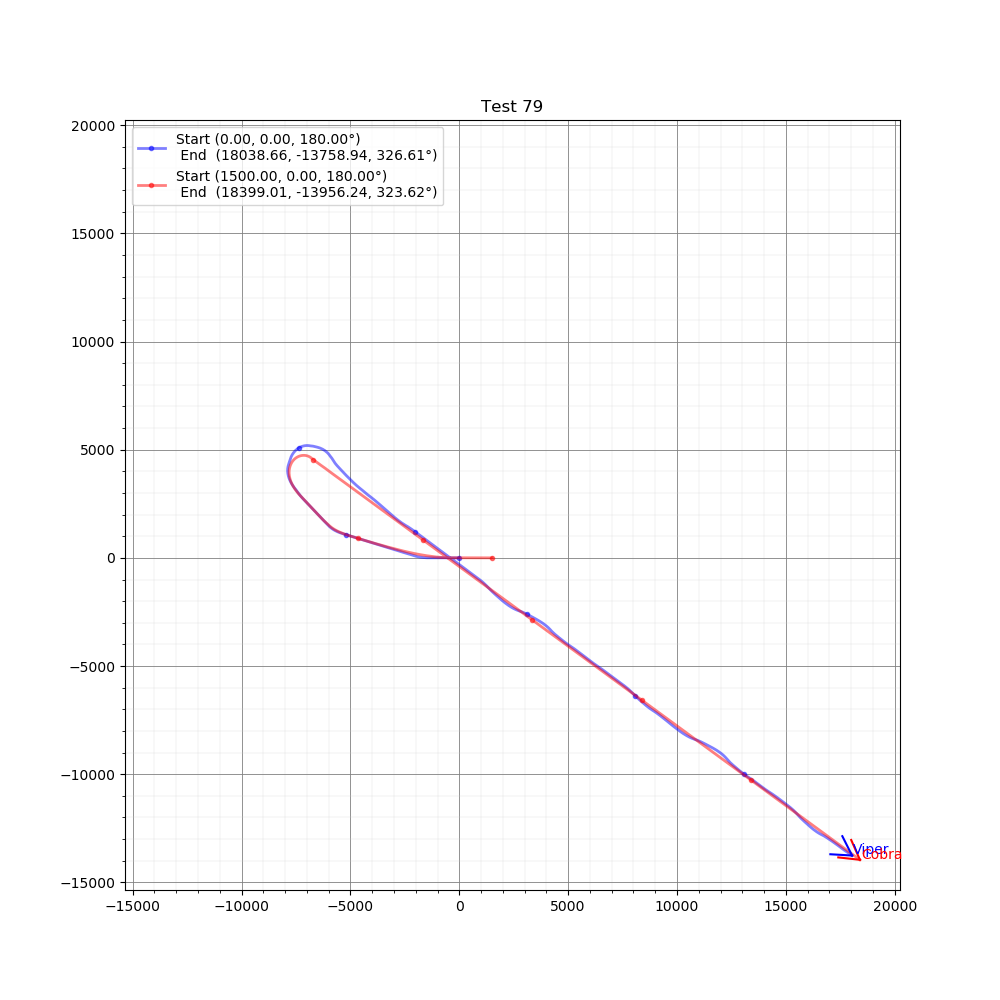 Test 79
Start (0.00, 0.00, 180.00°)
End  (18038.66, -13758.94, 326.61°)
Start (1500.00, 0.00, 180.00°)
End  (18399.01, -13956.24, 323.62°)
20000
15000
10000
5000
0
−5000
−10000
−15000
Viper
Cobra
−15000 −10000 −5000 0 5000 10000 15000 20000